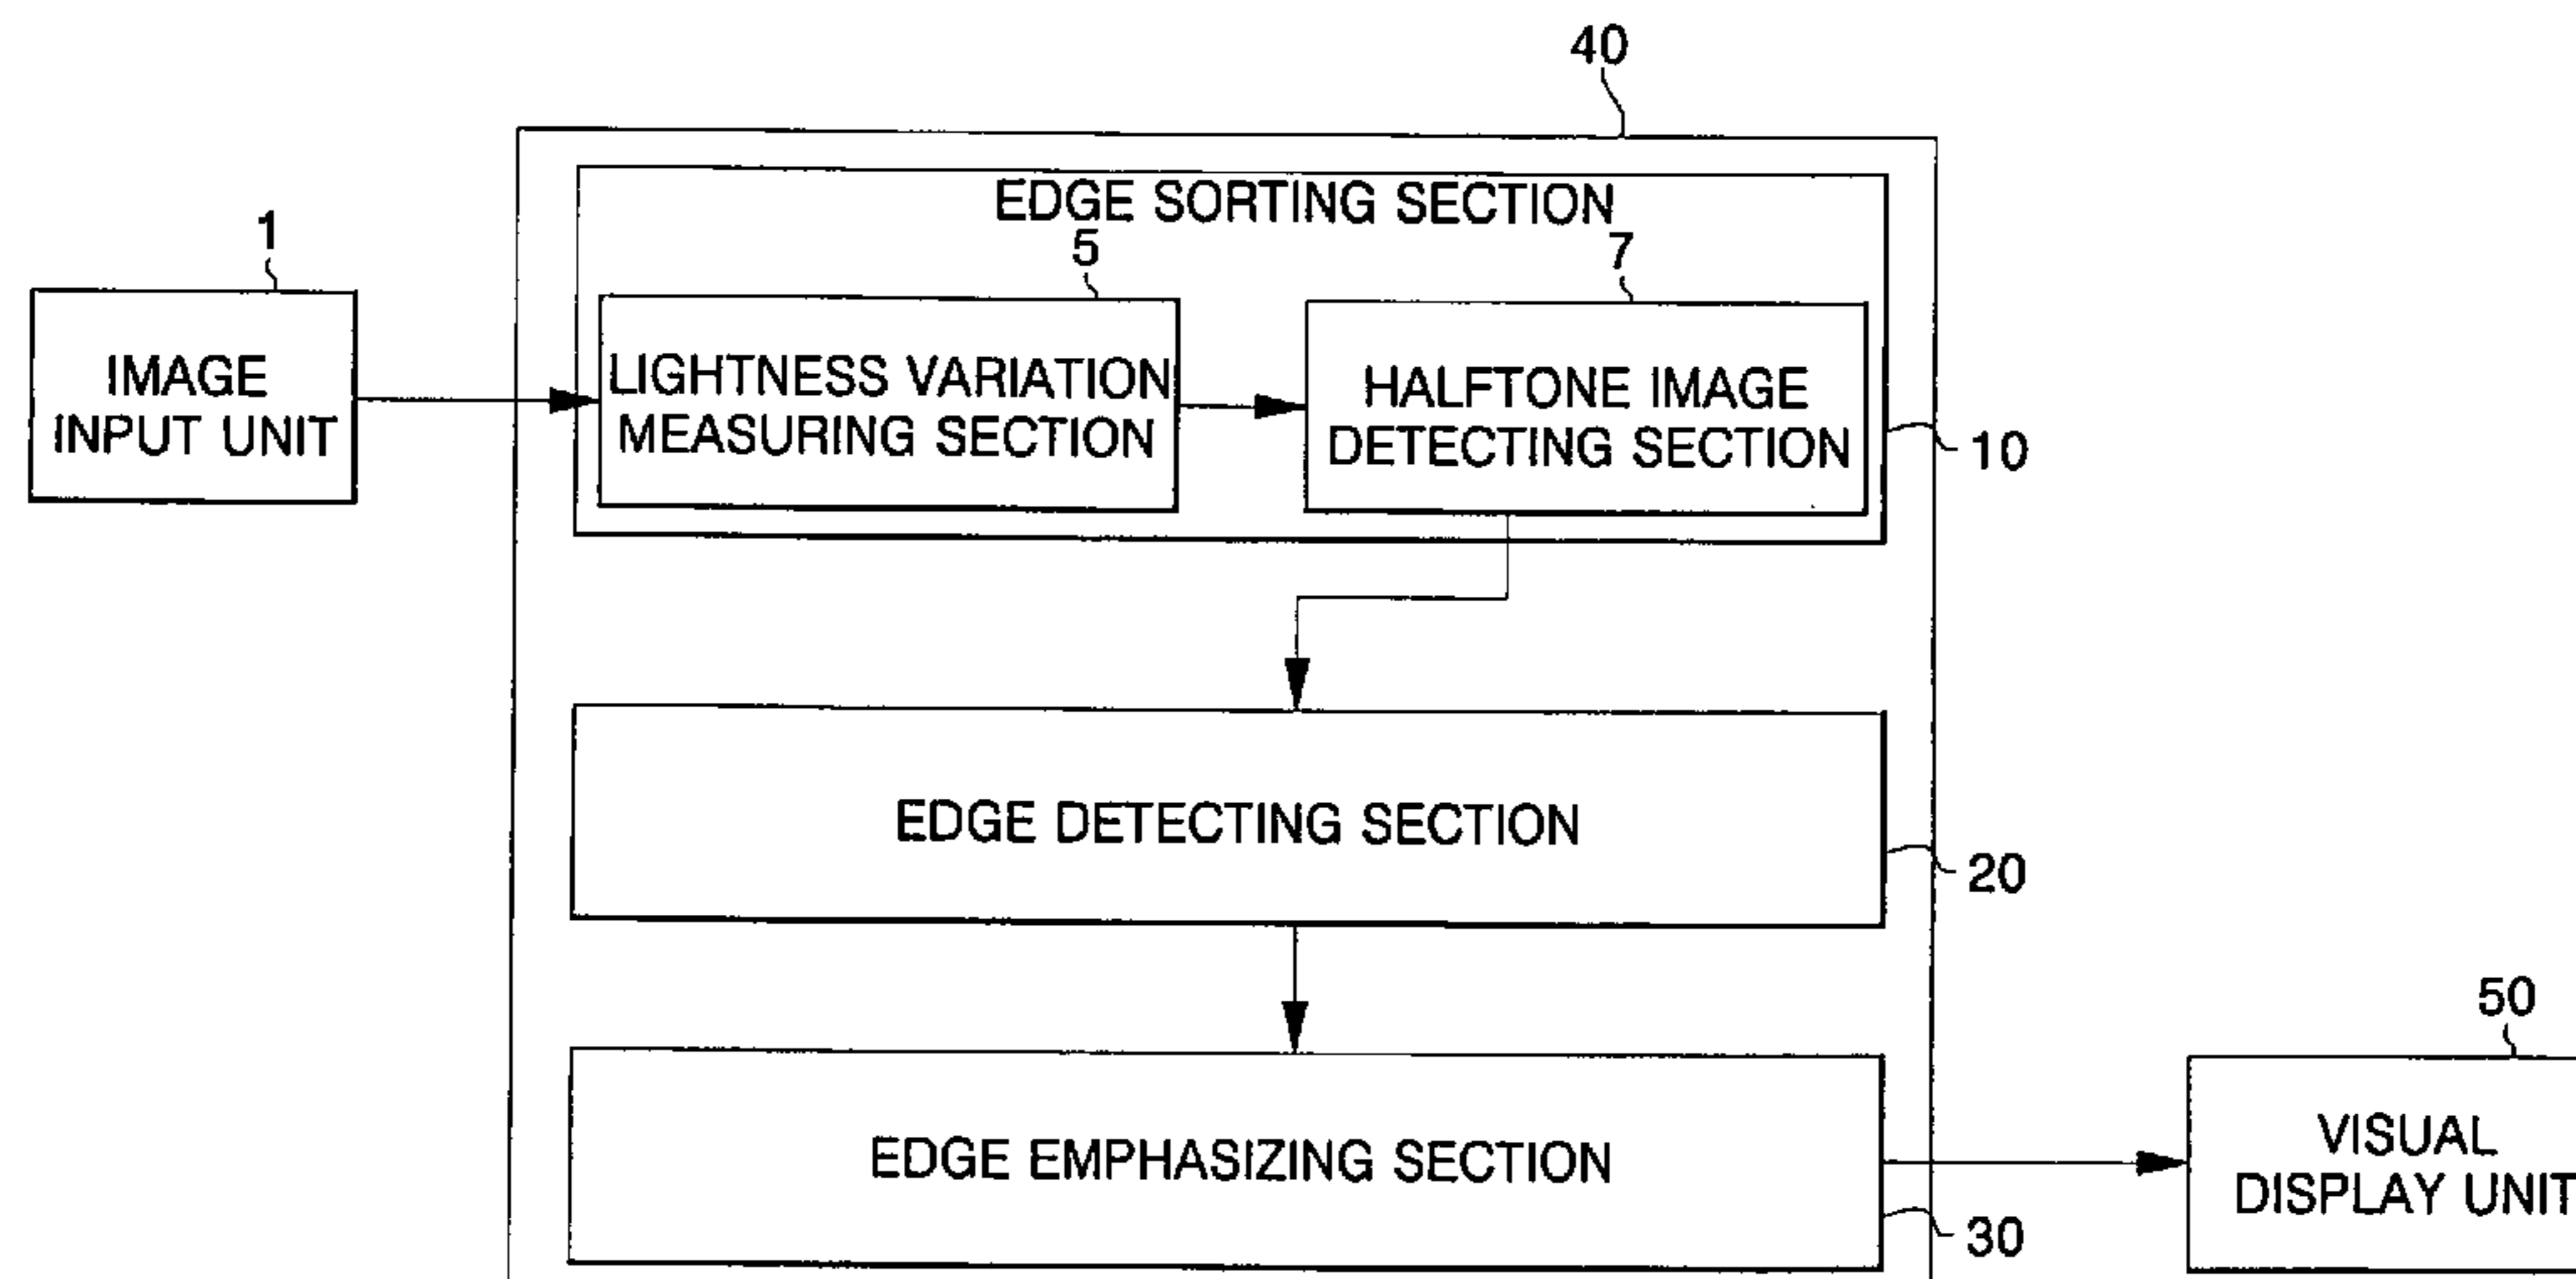 40
EDGE SORTING SECTION
1
5
7
IMAGE
INPUT UNIT
LIGHTNESS VARIATION
MEASURING SECTION
HALFTONE IMAGE
DETECTING SECTION
10
EDGE DETECTING SECTION
20
50
EDGE EMPHASIZING SECTION
30
VISUAL
DISPLAY UNIT